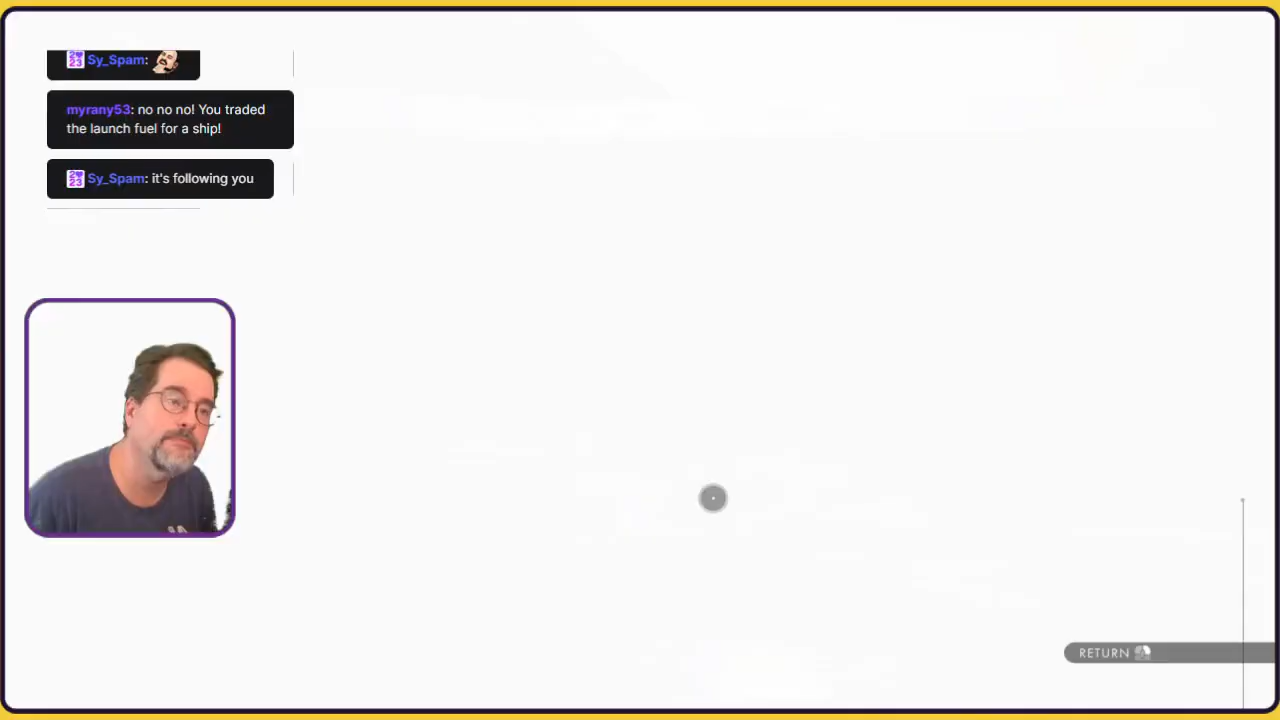 Sy_Spam:
myrany53: no no no! You traded
the launch fuel for a ship!
Sy_Spam: it's following you
RETURN